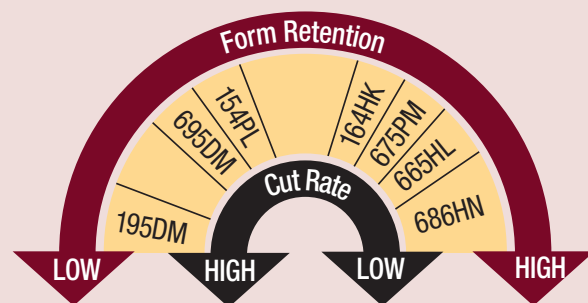 Form Retention
154PL
164HK
695DM
675PM
665HL
Cut Rate
195DM
686HN
LOW
HIGH
LOW
HIGH